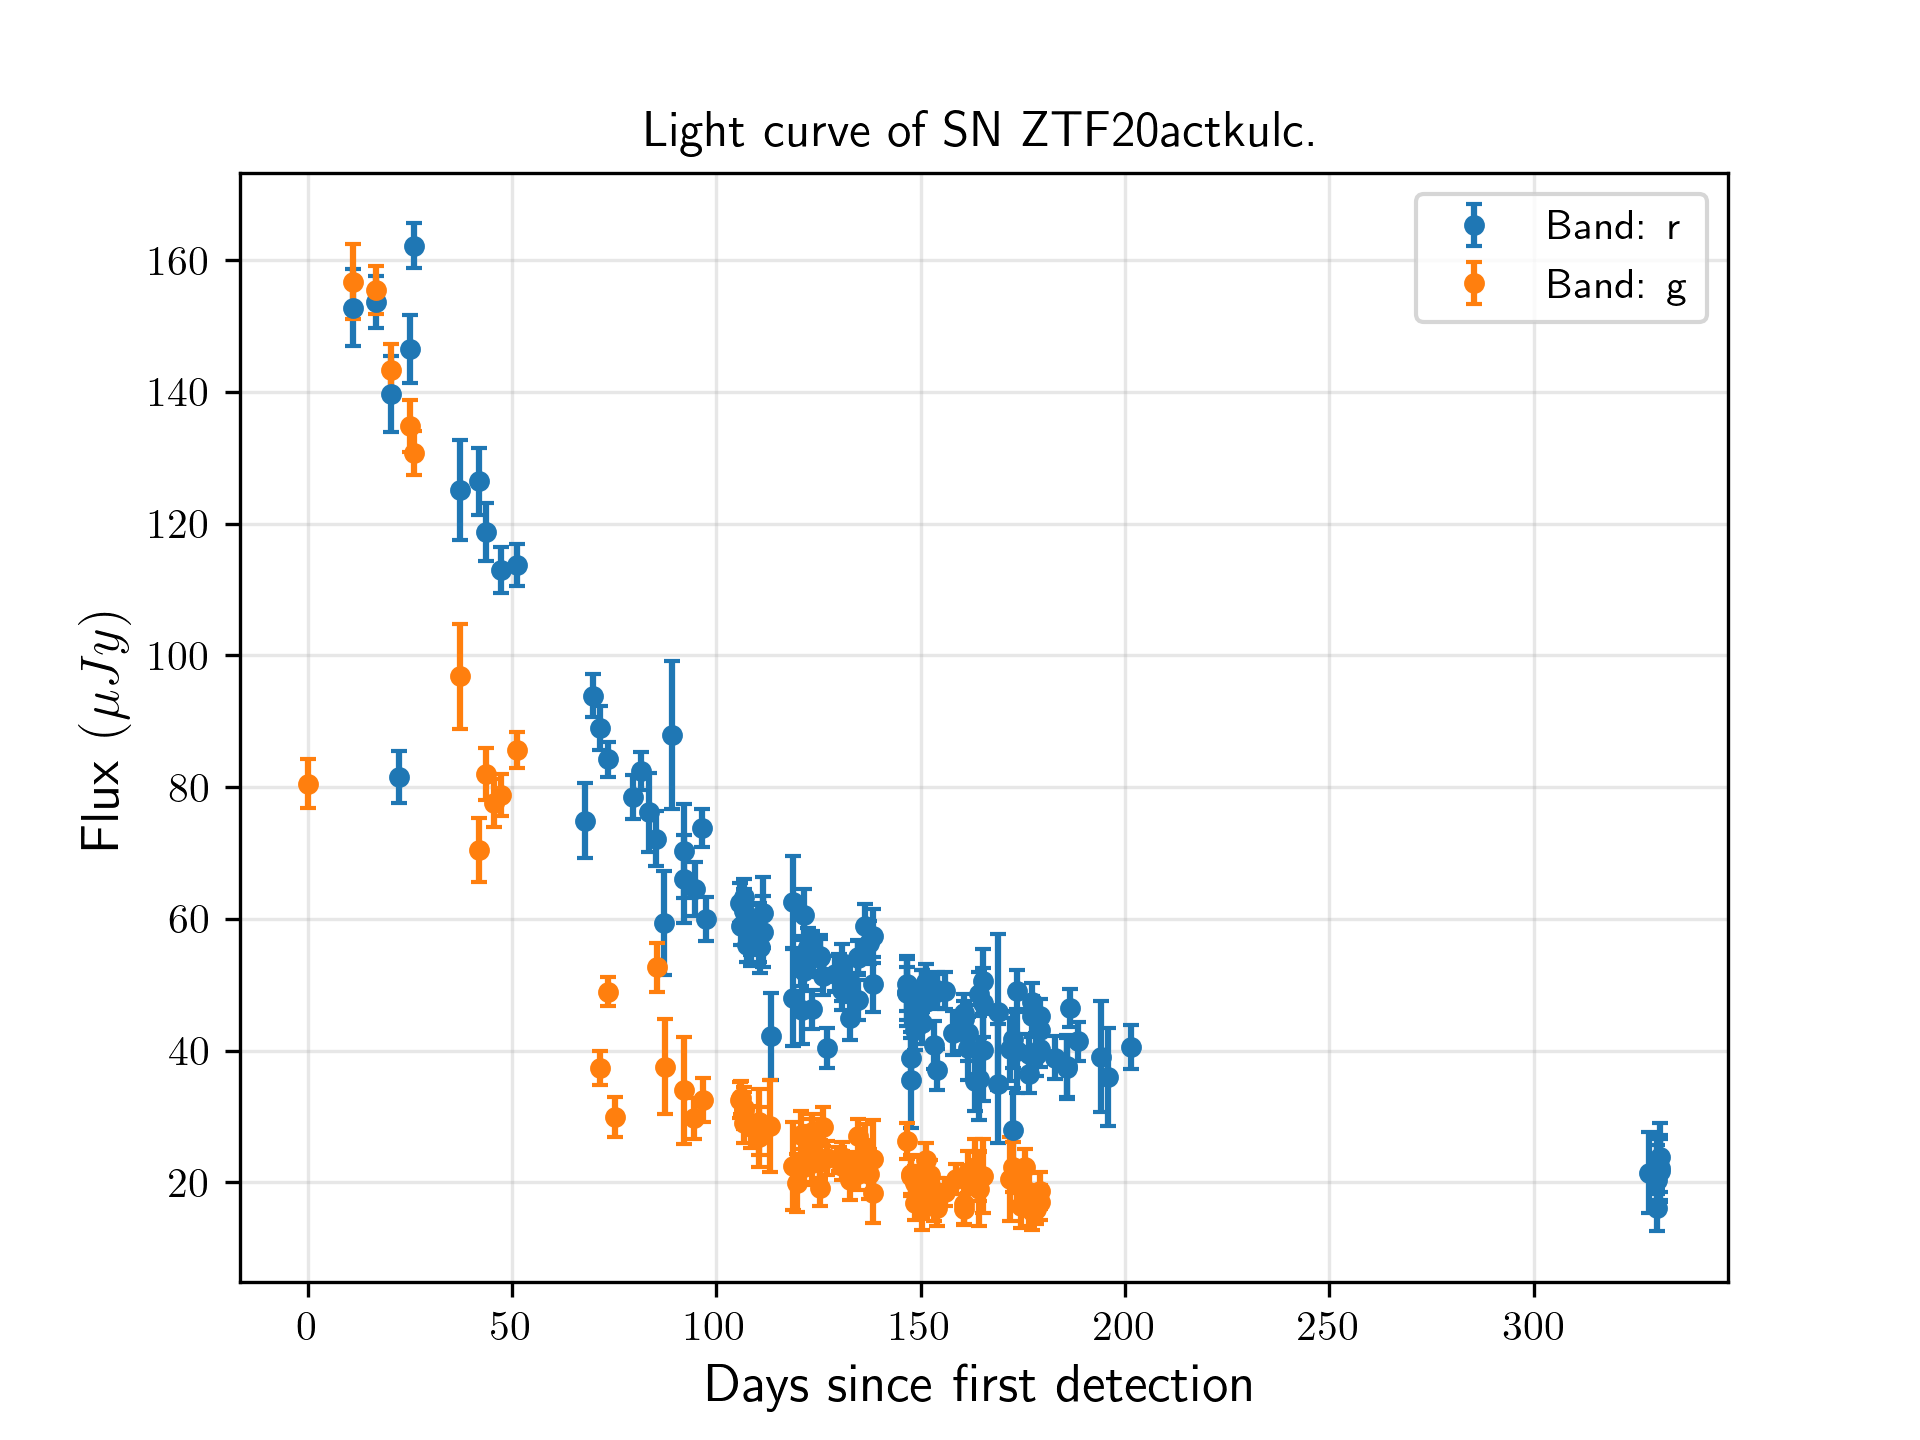 Light curve of SN ZTF20actkulc.
Band: r
Band: g
160
140
120
100
80
60
40
20
Flux (μJy)
0 50 100 150 200 250 300
Days since first detection